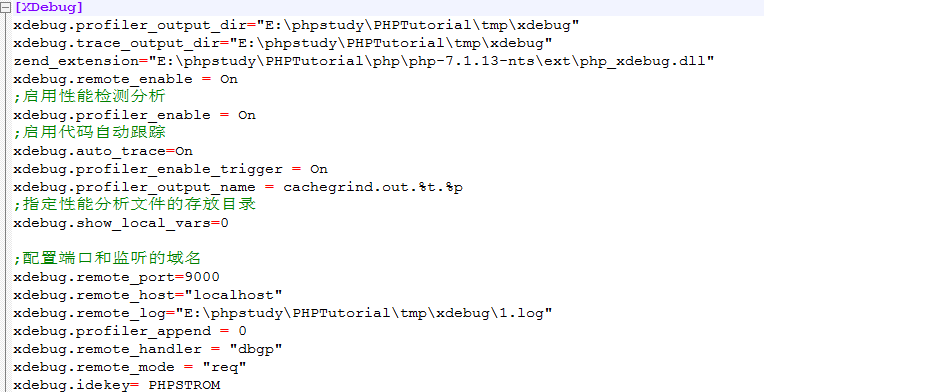 [XDebug]
xdebug.profiler_output_dir="E:\phpstudy\PHPTutorial\tmp\xdebug"
xdebug.trace_output_dir="E:\phpstudy\PHPTutorial\tmp\xdebug"
zend_extension="E:\phpstudy\PHPTutorial\php\php-7.1.13-nts\ext\php_xdebug.dll"
xdebug.remote_enable = On
;启用性能检测分析
xdebug.profiler_enable = On
;启用代码自动跟踪
xdebug.auto_trace=On
xdebug.profiler_enable_trigger = On
xdebug.profiler_output_name = cachegrind.out.%t.%p
;指定性能分析文件的存放目录
xdebug.show_local_vars=0
;配置端口和监听的域名
xdebug.remote_port=9000
xdebug.remote_host="localhost"
xdebug.remote_log="E:\phpstudy\PHPTutorial\tmp\xdebug\1.log"
xdebug.profiler_append = 0
xdebug.remote_handler = "dbgp"
xdebug.remote_mode = "req"
xdebug.idekey= PHPSTROM